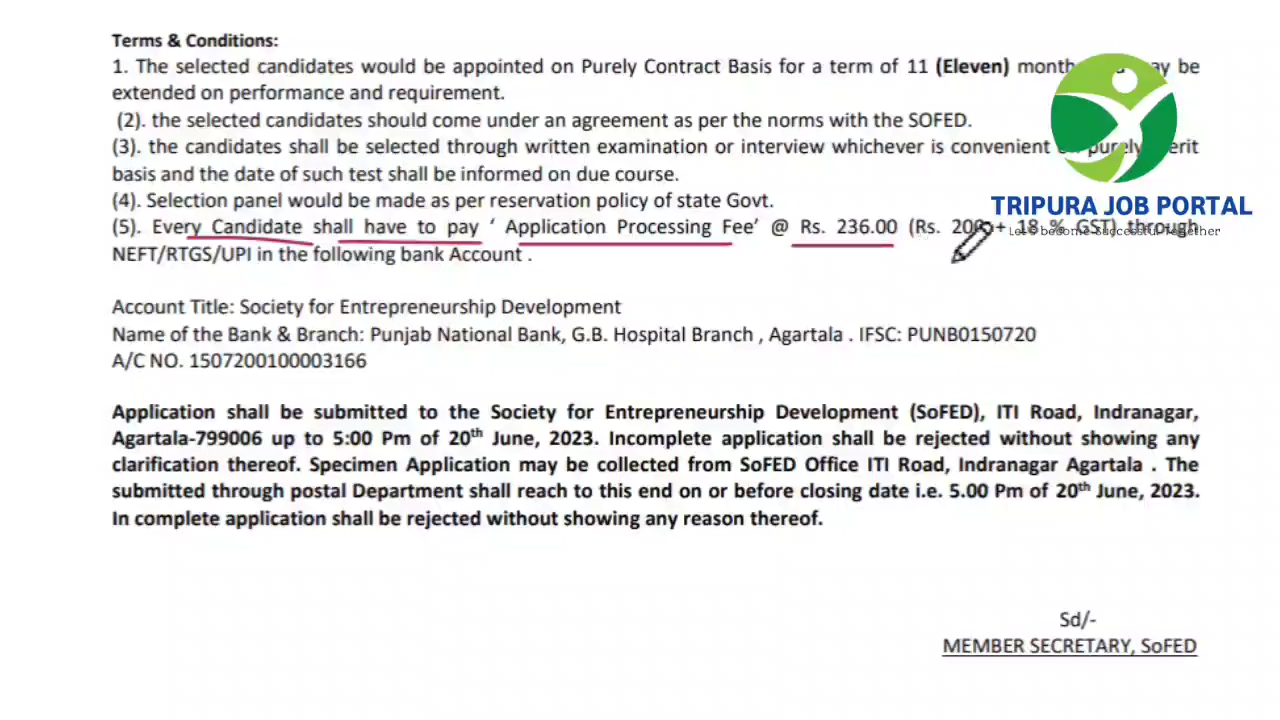 Terms & Conditions:
1. The selected candidates would be appointed on Purely Contract Basis for a term of 11 (Eleven) month be
extended on performance and requirement.
(2). the selected candidates should come under an agreement as per the norms with the SOFED.
(3). the candidates shall be selected through written examination or interview whichever is convenient purely
basis and the date of such test shall be informed on due course.
(4). Selection panel would be made as per reservation policy of state Govt.
TRIPURA JOB PORTAL
(5). Every Candidate shall have to pay ‘ Application Processing Fee’ @ Rs. 236.00 (Rs. 200+ 18 % GST) through
Let's become Successful Together
NEFT/RTGS/UPI in the following bank Account .
Account Title: Society for Entrepreneurship Development
Name of the Bank & Branch: Punjab National Bank, G.B. Hospital Branch , Agartala . IFSC: PUNB0150720
A/C NO. 1507200100003166
Application shall be submitted to the Society for Entrepreneurship Development (SoFED), ITI Road, Indranagar,
Agartala-799006 up to 5:00 Pm of 20th June, 2023. Incomplete application shall be rejected without showing any
clarification thereof. Specimen Application may be collected from SoFED Office ITI Road, Indranagar Agartala . The
submitted through postal Department shall reach to this end on or before closing date i.e. 5.00 Pm of 20th June, 2023.
In complete application shall be rejected without showing any reason thereof.
Sd/-
MEMBER SECRETARY, SoFED